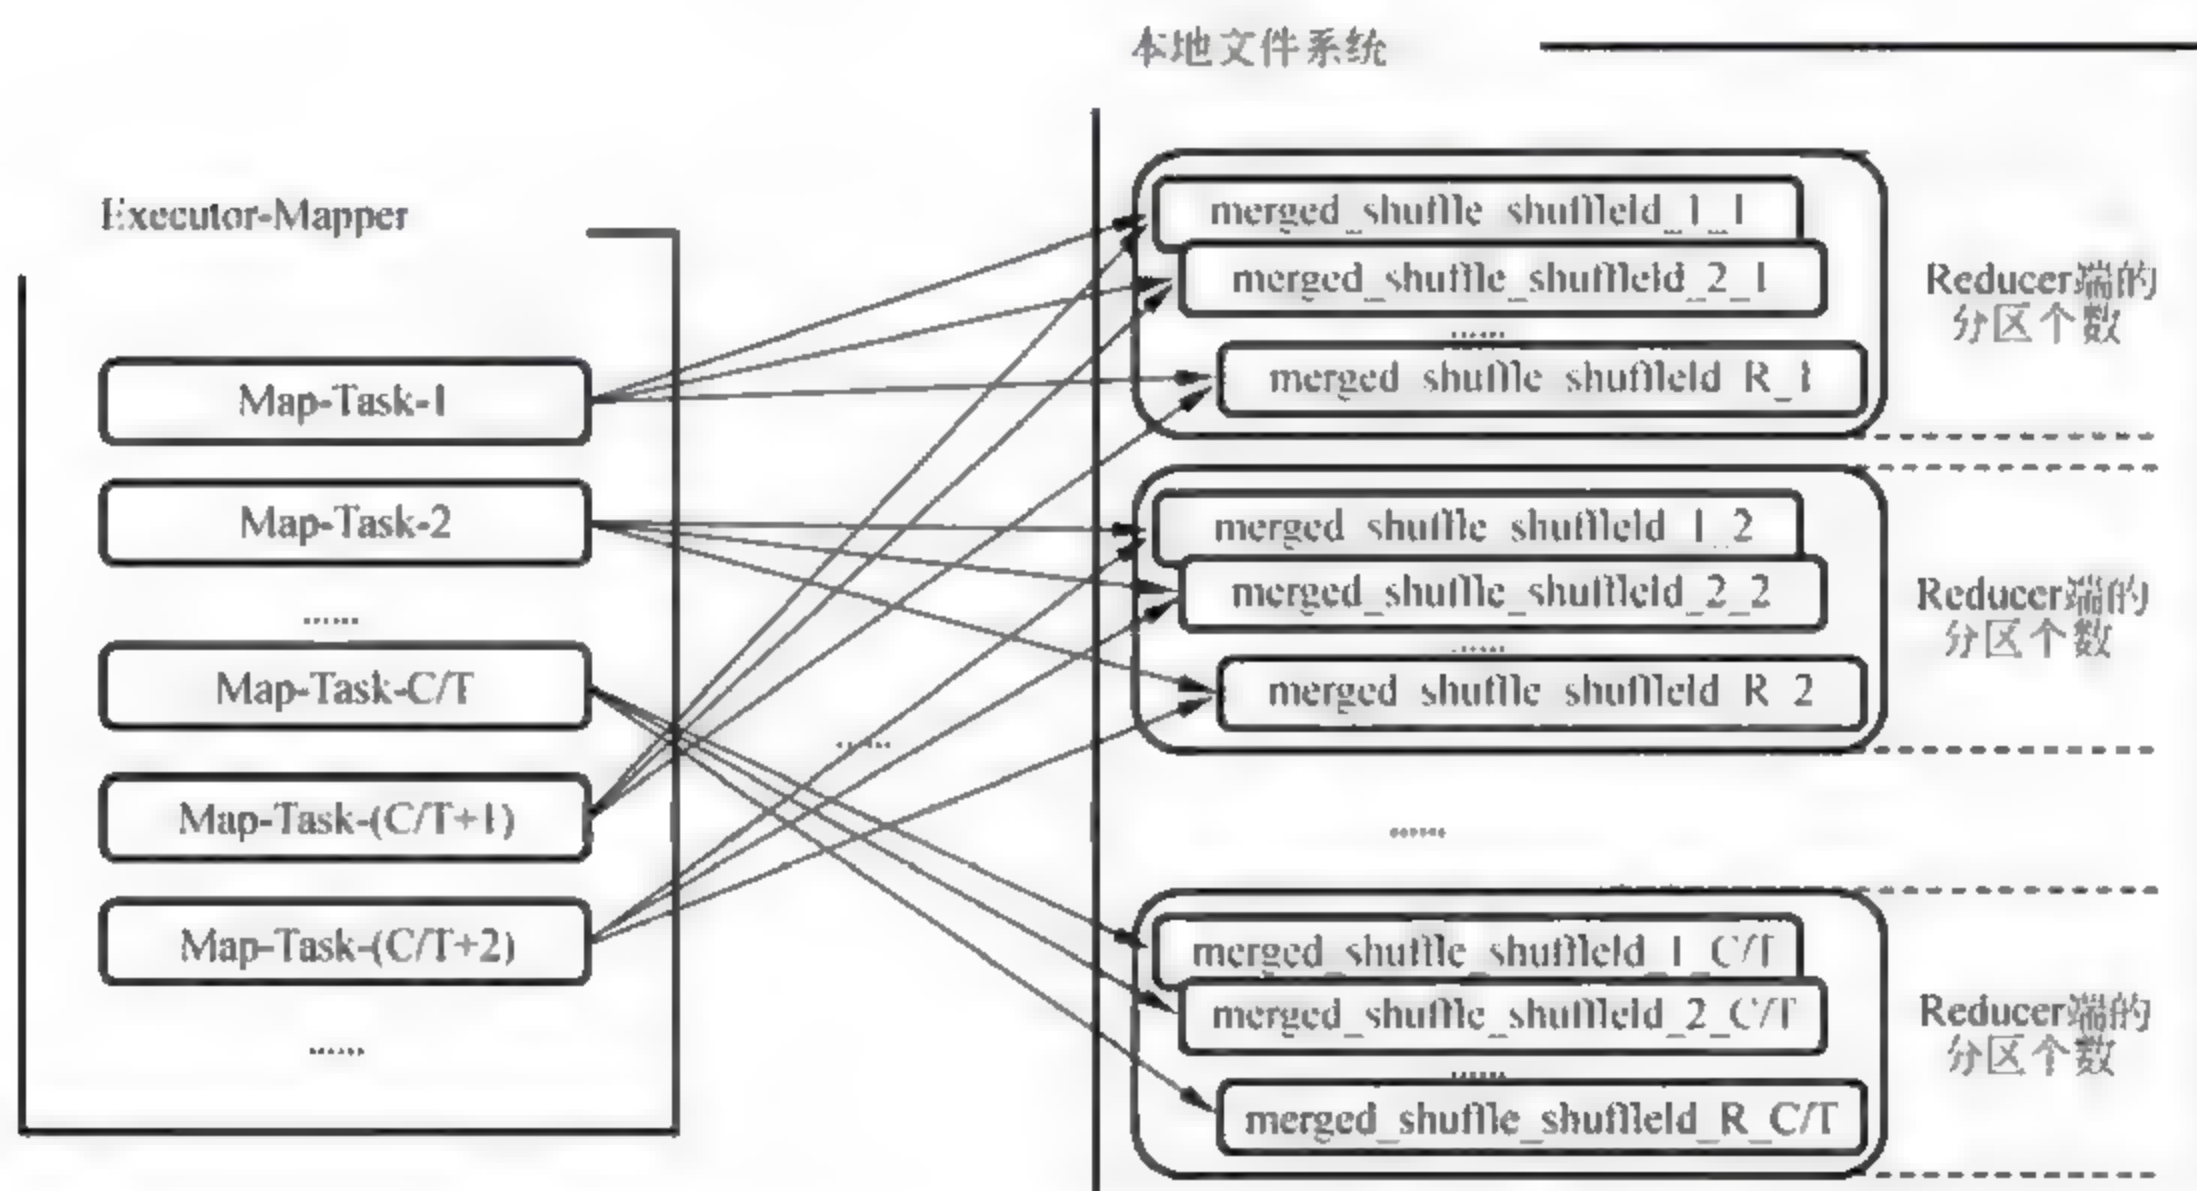 本地文件系统
Executor-Mapper
Map-Task-1
Map-Task-2
......
Map-Task-C/T
Map-Task-(C/T+1)
Map-Task-(C/T+2)
......
......
merged_shuffle_shuffleId_1_1
merged_shuffle_shuffleId_2_1
......
merged_shuffle_shuffleId_R_1
Reducer端的
分区个数
merged_shuffle_shuffleId_1_2
merged_shuffle_shuffleId_2_2
......
merged_shuffle_shuffleId_R_2
Reducer端的
分区个数
......
merged_shuffle_shuffleId_1_C/T
merged_shuffle_shuffleId_2_C/T
......
merged_shuffle_shuffleId_R_C/T
Reducer端的
分区个数